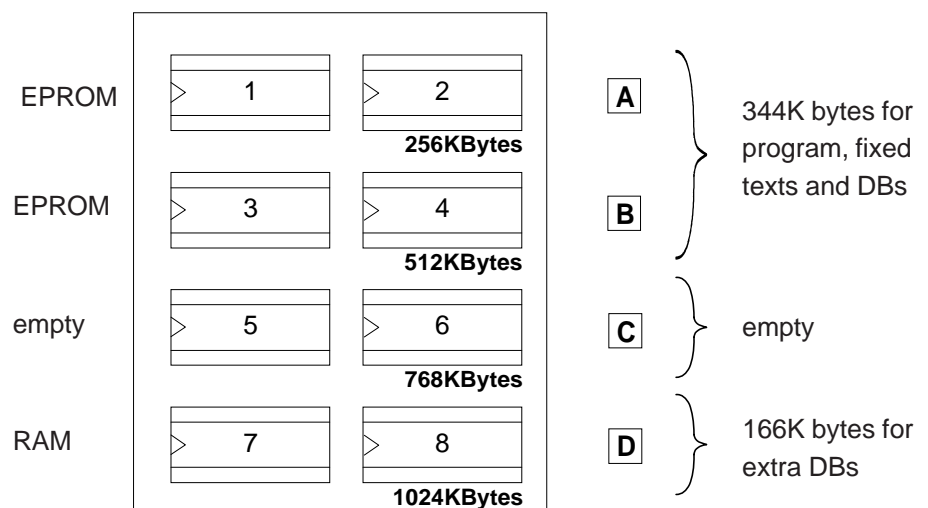 EPROM 1 2 A
256KBytes
344K bytes for
program, fixed
texts and DBs
EPROM 3 4 B
512KBytes
empty 5 6 C empty
768KBytes
RAM 7 8 D
166K bytes for
extra DBs
1024KBytes